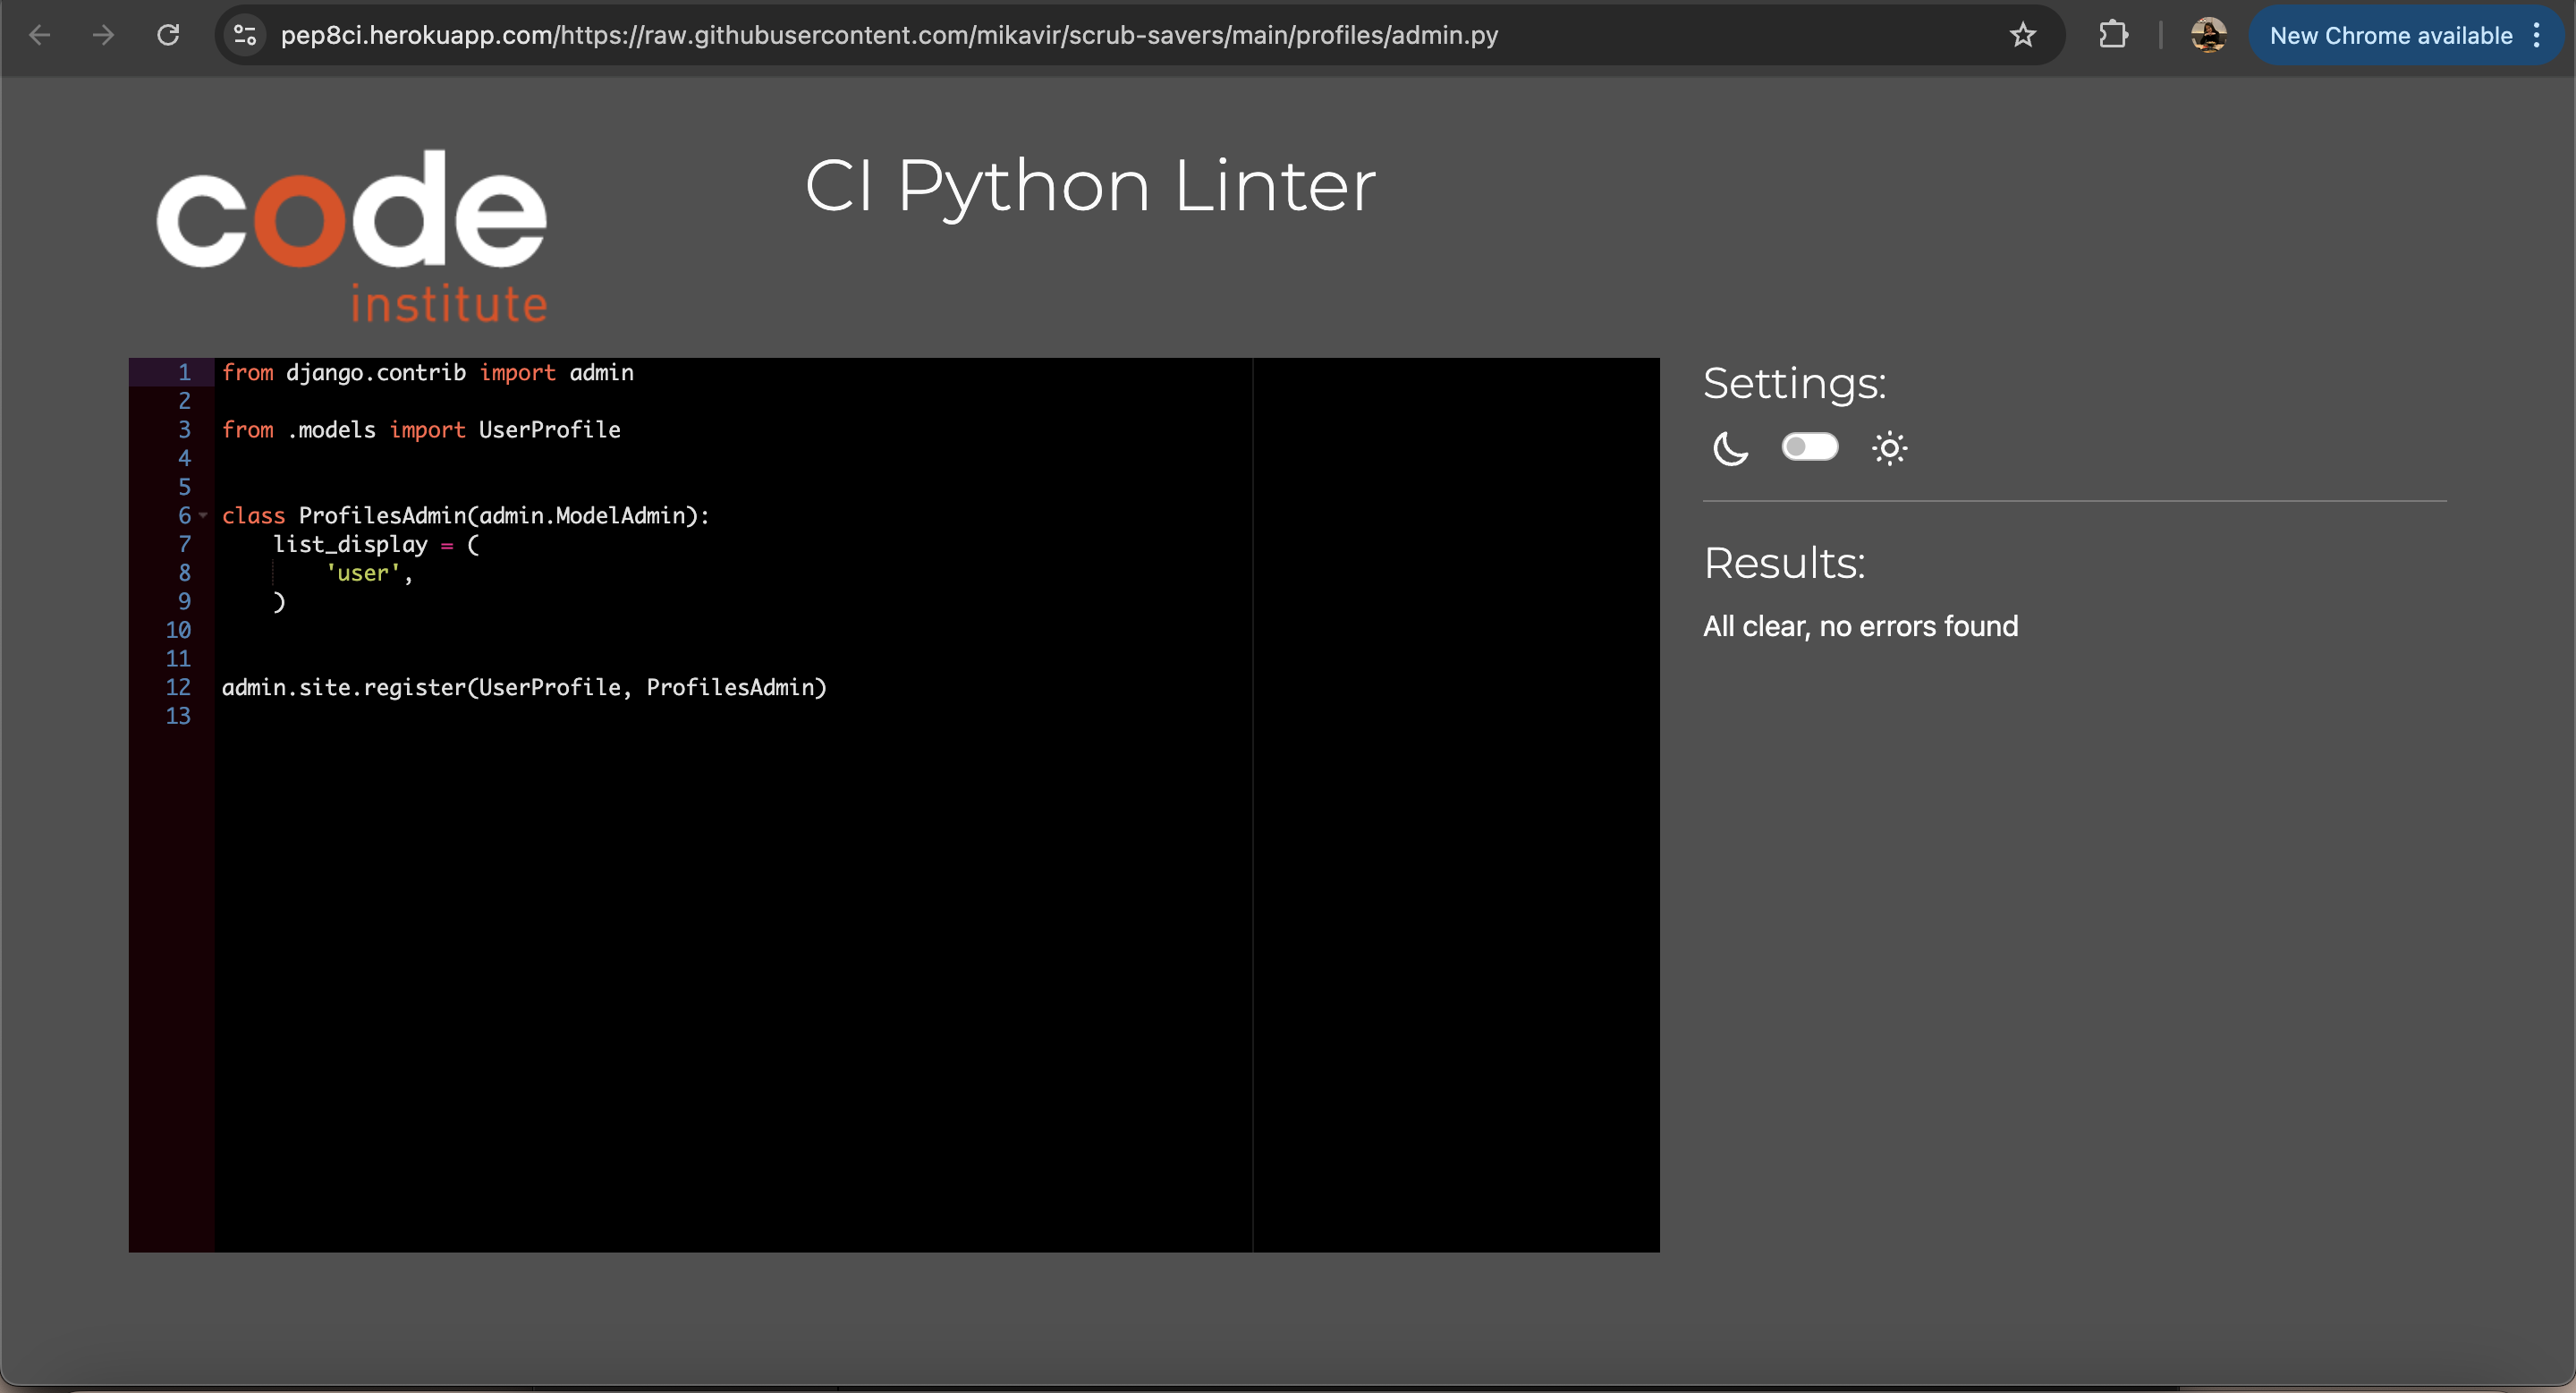 pep8ci.herokuapp.com/https://raw.githubusercontent.com/mikavir/scrub-savers/main/profiles/admin.py
New Chrome available
code
institute
CI Python Linter
1 from django.contrib import admin
2
3 from .models import UserProfile
4
5
6 class ProfilesAdmin(admin.ModelAdmin):
7     list_display = (
8         'user',
9     )
10
11
12 admin.site.register(UserProfile, ProfilesAdmin)
13
Settings:
Results:
All clear, no errors found